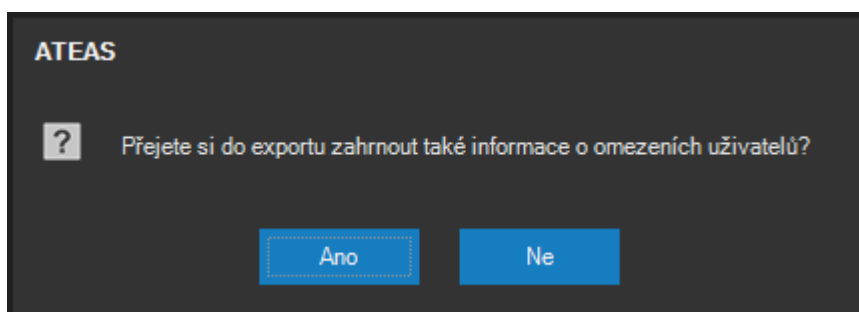 ATEAS
?
Přejete si do exportu zahrnout také informace o omezeních uživatelů?
Ano
Ne